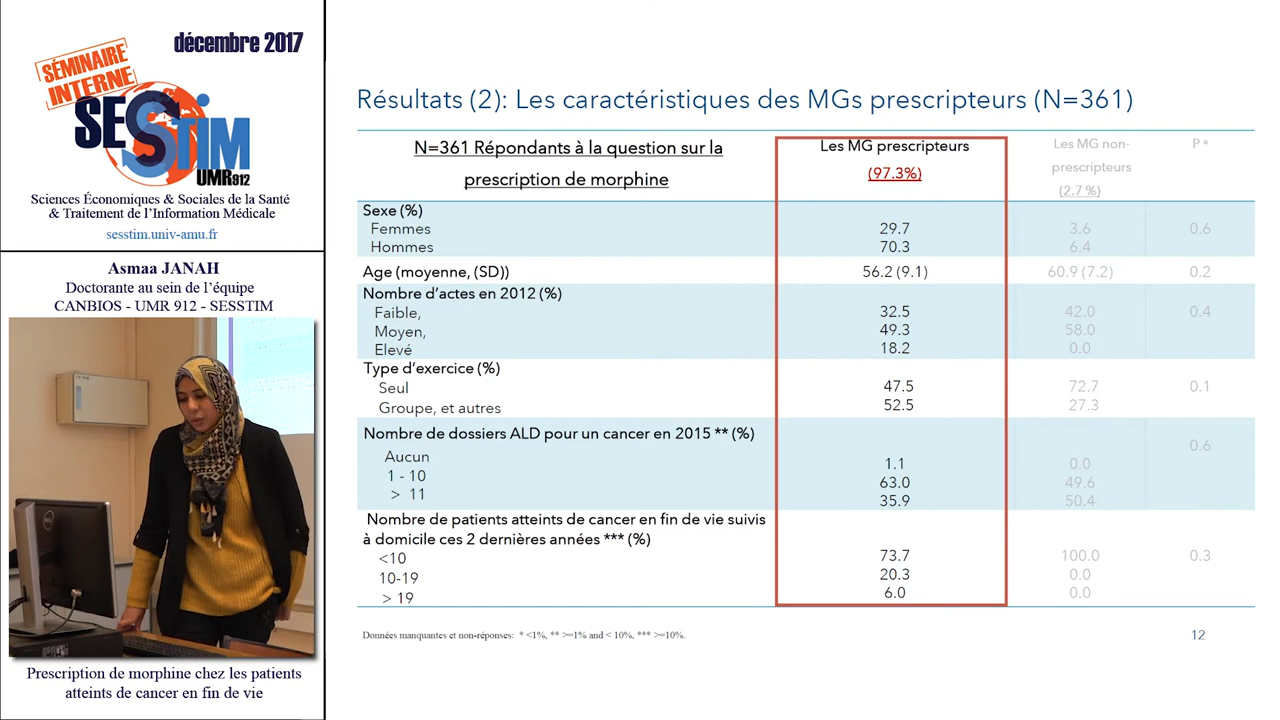 décembre 2017
SÉMINAIRE
INTERNE
SESSTIM
UMR912
Sciences Économiques & Sociales de la Santé
& Traitement de l'Information Médicale
sesstim.univ-amu.fr
Asmaa JANAH
Doctorante au sein de l'équipe
CANBIOS - UMR 912 - SESSTIM
Prescription de morphine chez les patients
atteints de cancer en fin de vie
Résultats (2): Les caractéristiques des MGs prescripteurs (N=361)
N=361 Répondants à la question sur la
prescription de morphine
Les MG prescripteurs
(97.3%)
Les MG non-
prescripteurs
(2.7 %)
P ª
Sexe (%)
Femmes 29.7 3.6 0.6
Hommes 70.3 6.4
Age (moyenne, (SD)) 56.2 (9.1) 60.9 (7.2) 0.2
Nombre d'actes en 2012 (%)
Faible, 32.5 42.0 0.4
Moyen, 49.3 58.0
Elevé 18.2 0.0
Type d'exercice (%)
Seul 47.5 72.7 0.1
Groupe, et autres 52.5 27.3
Nombre de dossiers ALD pour un cancer en 2015 ** (%) 0.6
Aucun 1.1 0.0
1 - 10 63.0 49.6
> 11 35.9 50.4
Nombre de patients atteints de cancer en fin de vie suivis
à domicile ces 2 dernières années *** (%)
<10 73.7 100.0 0.3
10-19 20.3 0.0
> 19 6.0 0.0
Données manquantes et non-réponses: * <1%, ** >=1% and < 10%, *** >=10%.
12